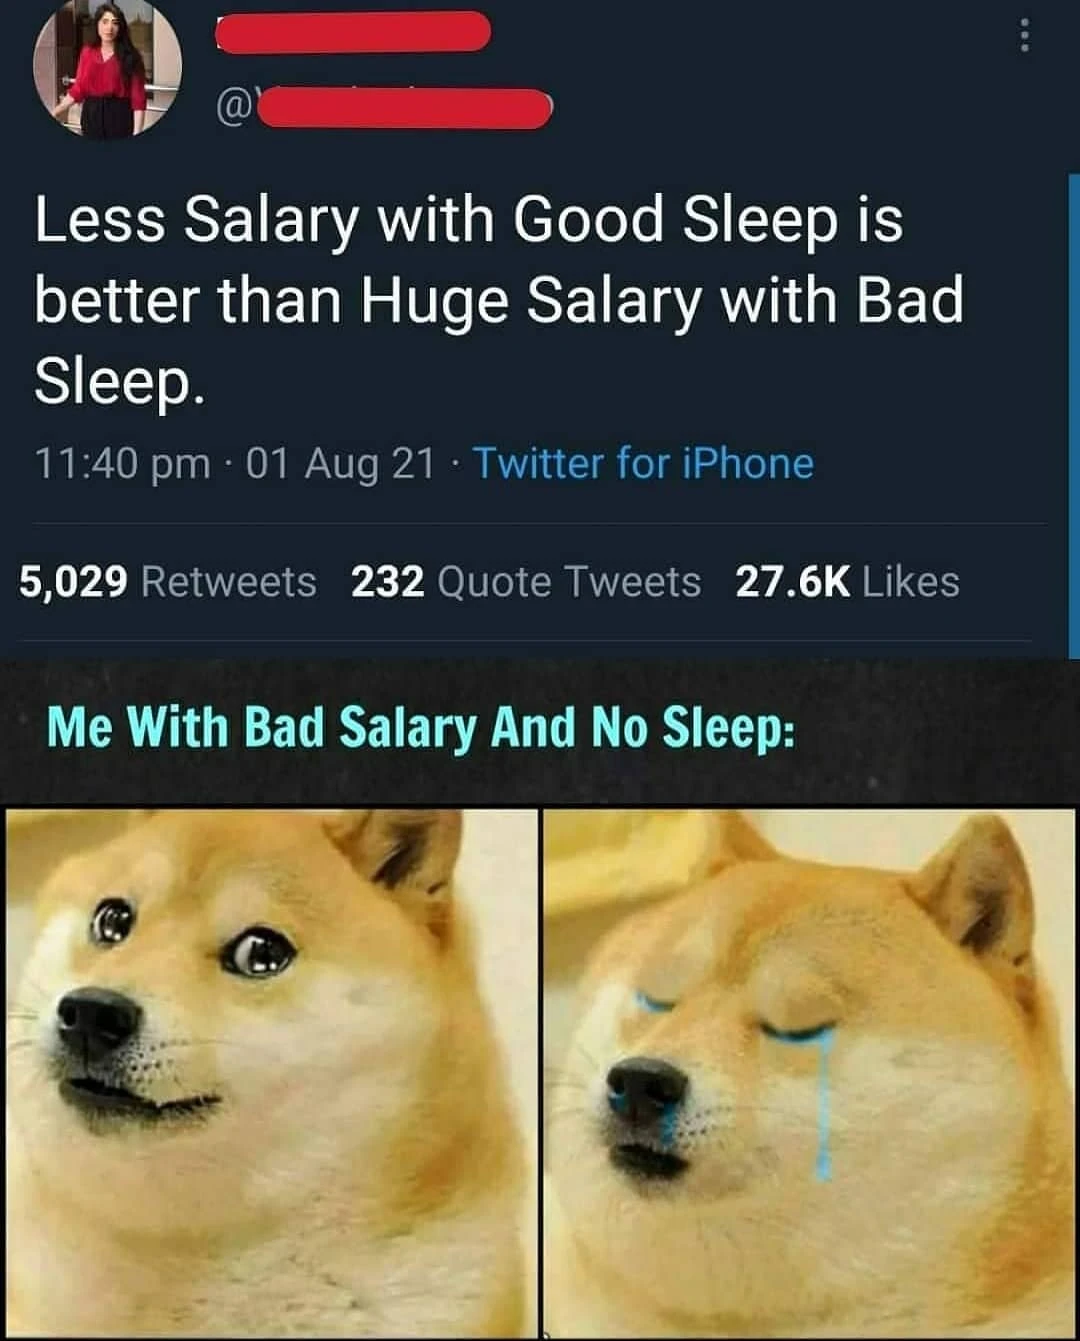 @
Less Salary with Good Sleep is
better than Huge Salary with Bad
Sleep.
11:40 pm · 01 Aug 21 · Twitter for iPhone
5,029 Retweets 232 Quote Tweets 27.6K Likes
Me With Bad Salary And No Sleep: